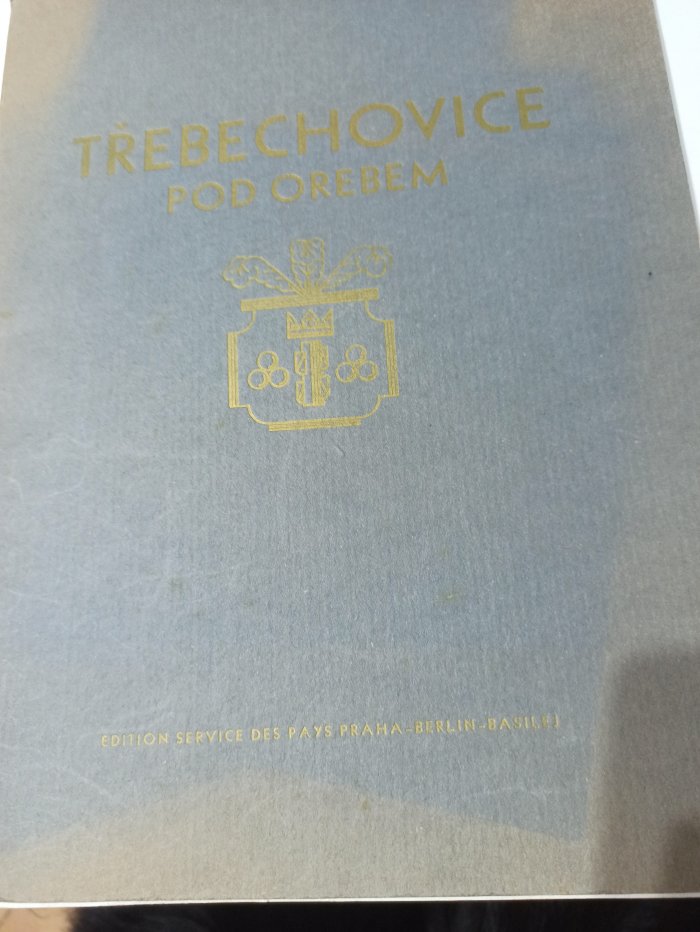 TŘEBECHOVICE
POD OREBEM
EDITION SERVICE DES PAYS PRAHA-BERLIN-BASILEJ